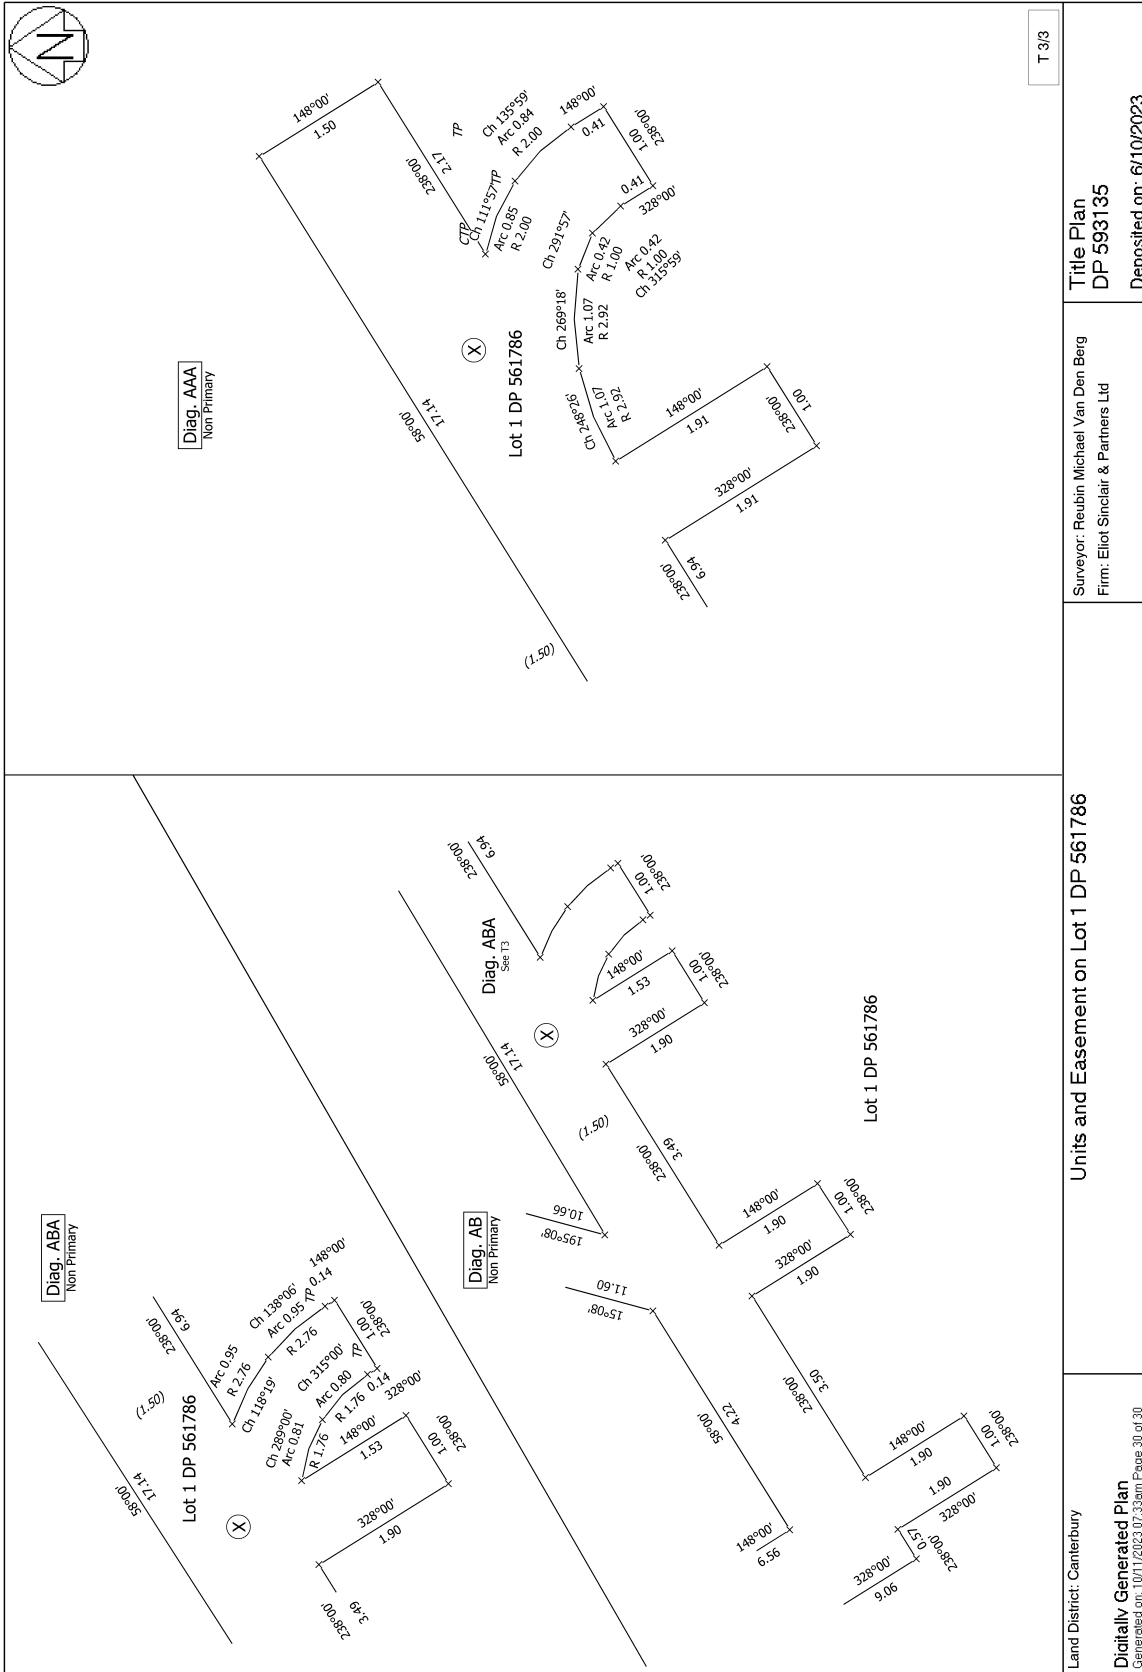 N
T 3/3
Diag. AAA
Non Primary
148°00'
1.50
238°00'
2.17
TP
CTP
Ch 111°57'
TP
Arc 0.85
R 2.00
Ch 135°59'
Arc 0.84
R 2.00
148°00'
0.41
1.00
238°00'
0.41
328°00'
Ch 291°57'
Arc 0.42
R 1.00
Arc 0.42
R 1.00
Ch 315°59'
Ch 269°18'
Arc 1.07
R 2.92
Ch 248°26'
Arc 1.07
R 2.92
X
Lot 1 DP 561786
58°00'
17.14
148°00'
1.91
238°00'
1.00
328°00'
1.91
238°00'
6.94
(1.50)
Diag. ABA
Non Primary
58°00'
17.14
(1.50)
238°00'
6.94
Lot 1 DP 561786
X
Arc 0.95
R 2.76
Ch 118°19'
Ch 138°06'
Arc 0.95
R 2.76
TP
148°00'
0.14
1.00
238°00'
Ch 289°00'
Arc 0.81
R 1.76
Ch 315°00'
Arc 0.80
R 1.76
TP
0.14
328°00'
148°00'
1.53
1.00
238°00'
328°00'
1.90
238°00'
3.49
Diag. AB
Non Primary
238°00'
6.94
Diag. ABA
See T3
1.00
238°00'
148°00'
1.53
1.00
238°00'
328°00'
1.90
58°00'
17.14
X
(1.50)
238°00'
3.49
Lot 1 DP 561786
10.66
195°08'
11.60
15°08'
148°00'
1.90
1.00
238°00'
328°00'
1.90
58°00'
4.22
238°00'
3.50
148°00'
1.90
1.00
238°00'
1.90
328°00'
0.57
238°00'
148°00'
6.56
328°00'
9.06
Land District: Canterbury
Digitally Generated Plan
Generated on: 10/11/2023 07:33am Page 30 of 30
Units and Easement on Lot 1 DP 561786
Surveyor: Reubin Michael Van Den Berg
Firm: Eliot Sinclair & Partners Ltd
Title Plan
DP 593135
Deposited on: 6/10/2023